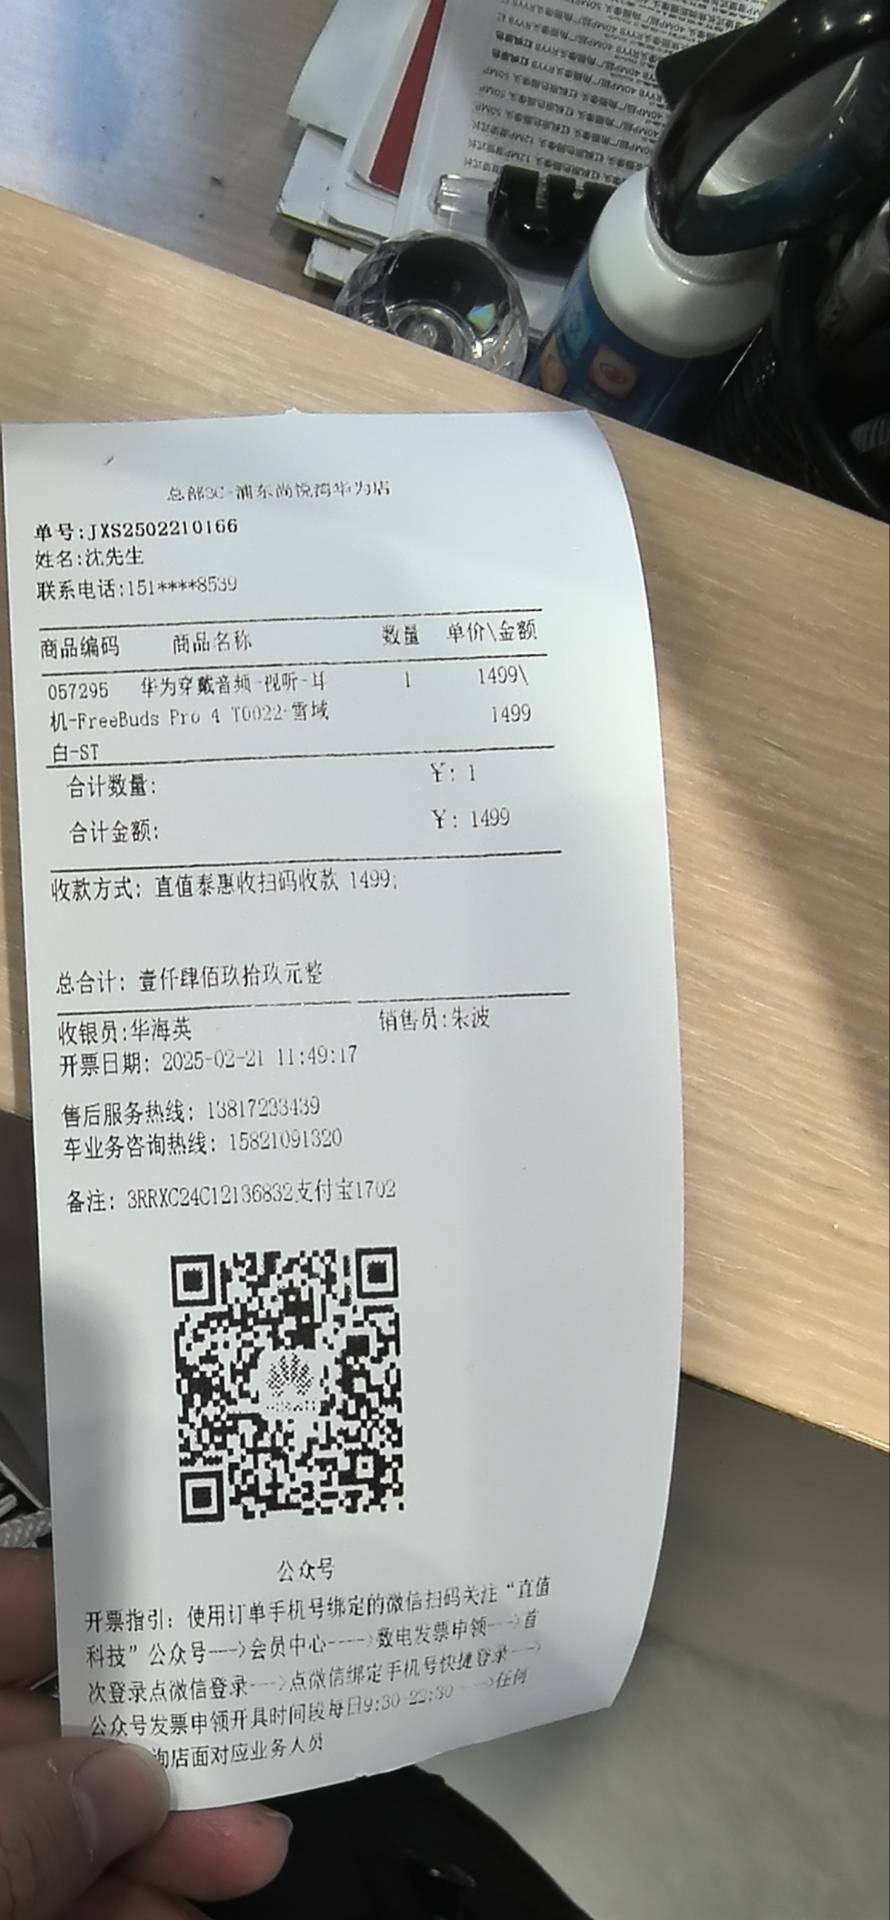 总部3C-浦东尚悦湾华为店
单号:JXS2502210166
姓名:沈先生
联系电话:151****8539
商品编码 商品名称 数量 单价\金额
057295 华为穿戴音频-视听-耳 1 1499\
机-FreeBuds Pro 4 T0022-雪域 1499
白-ST
合计数量: ¥: 1
合计金额: ¥: 1499
收款方式: 直值泰惠收扫码收款 1499;
总合计: 壹仟肆佰玖拾玖元整
收银员:华海英 销售员:朱波
开票日期: 2025-02-21 11:49:17
售后服务热线: 13817233439
车业务咨询热线: 15821091320
备注: 3RRXC24C12136832支付宝1702
公众号
开票指引: 使用订单手机号绑定的微信扫码关注“直值
科技”公众号--->会员中心---->数电发票申领--->首
次登录点微信登录--->点微信绑定手机号快捷登录--->
公众号发票申领开具时间段每日9:30-22:30--->任何
询店面对应业务人员